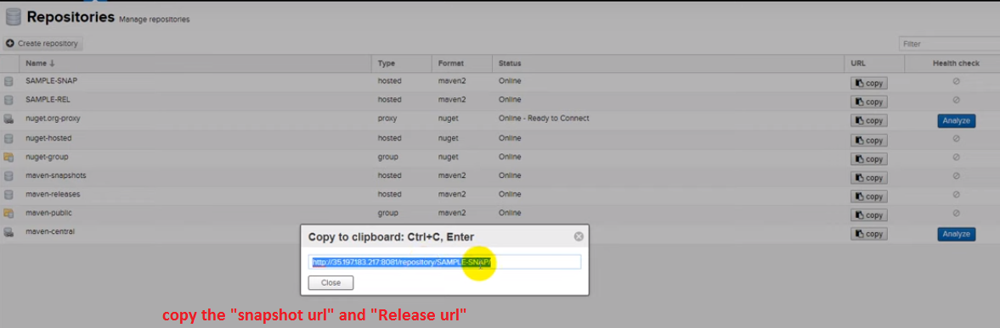 Repositories Manage repositories
Create repository
Filter
Name ↓ Type Format Status URL Health check
SAMPLE-SNAP hosted maven2 Online copy
SAMPLE-REL hosted maven2 Online copy
nuget.org-proxy proxy nuget Online - Ready to Connect copy Analyze
nuget-hosted hosted nuget Online copy
nuget-group group nuget Online copy
maven-snapshots hosted maven2 Online copy
maven-releases hosted maven2 Online copy
maven-public group maven2 Online copy
maven-central copy Analyze
Copy to clipboard: Ctrl+C, Enter
http://35.197.183.217:8081/repository/SAMPLE-SNAP/
Close
copy the "snapshot url" and "Release url"